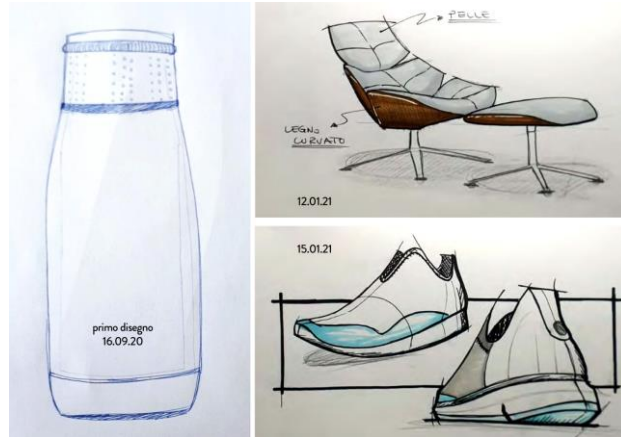 primo disegno
16.09.20
PELLE
LEGNO
CURVATO
12.01.21
15.01.21